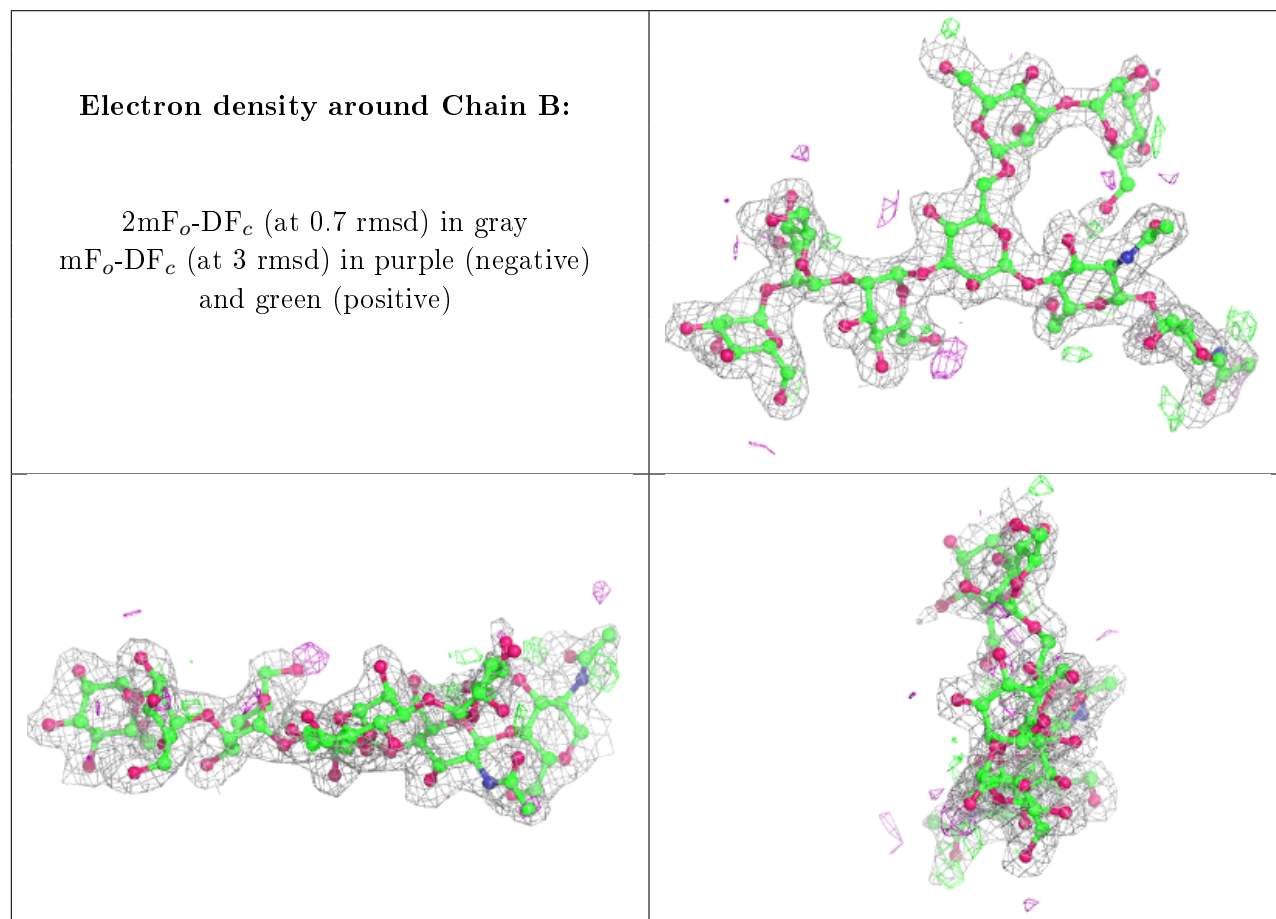 Electron density around Chain B:
2mFₒ-DF𝒸 (at 0.7 rmsd) in gray
mFₒ-DF𝒸 (at 3 rmsd) in purple (negative)
and green (positive)